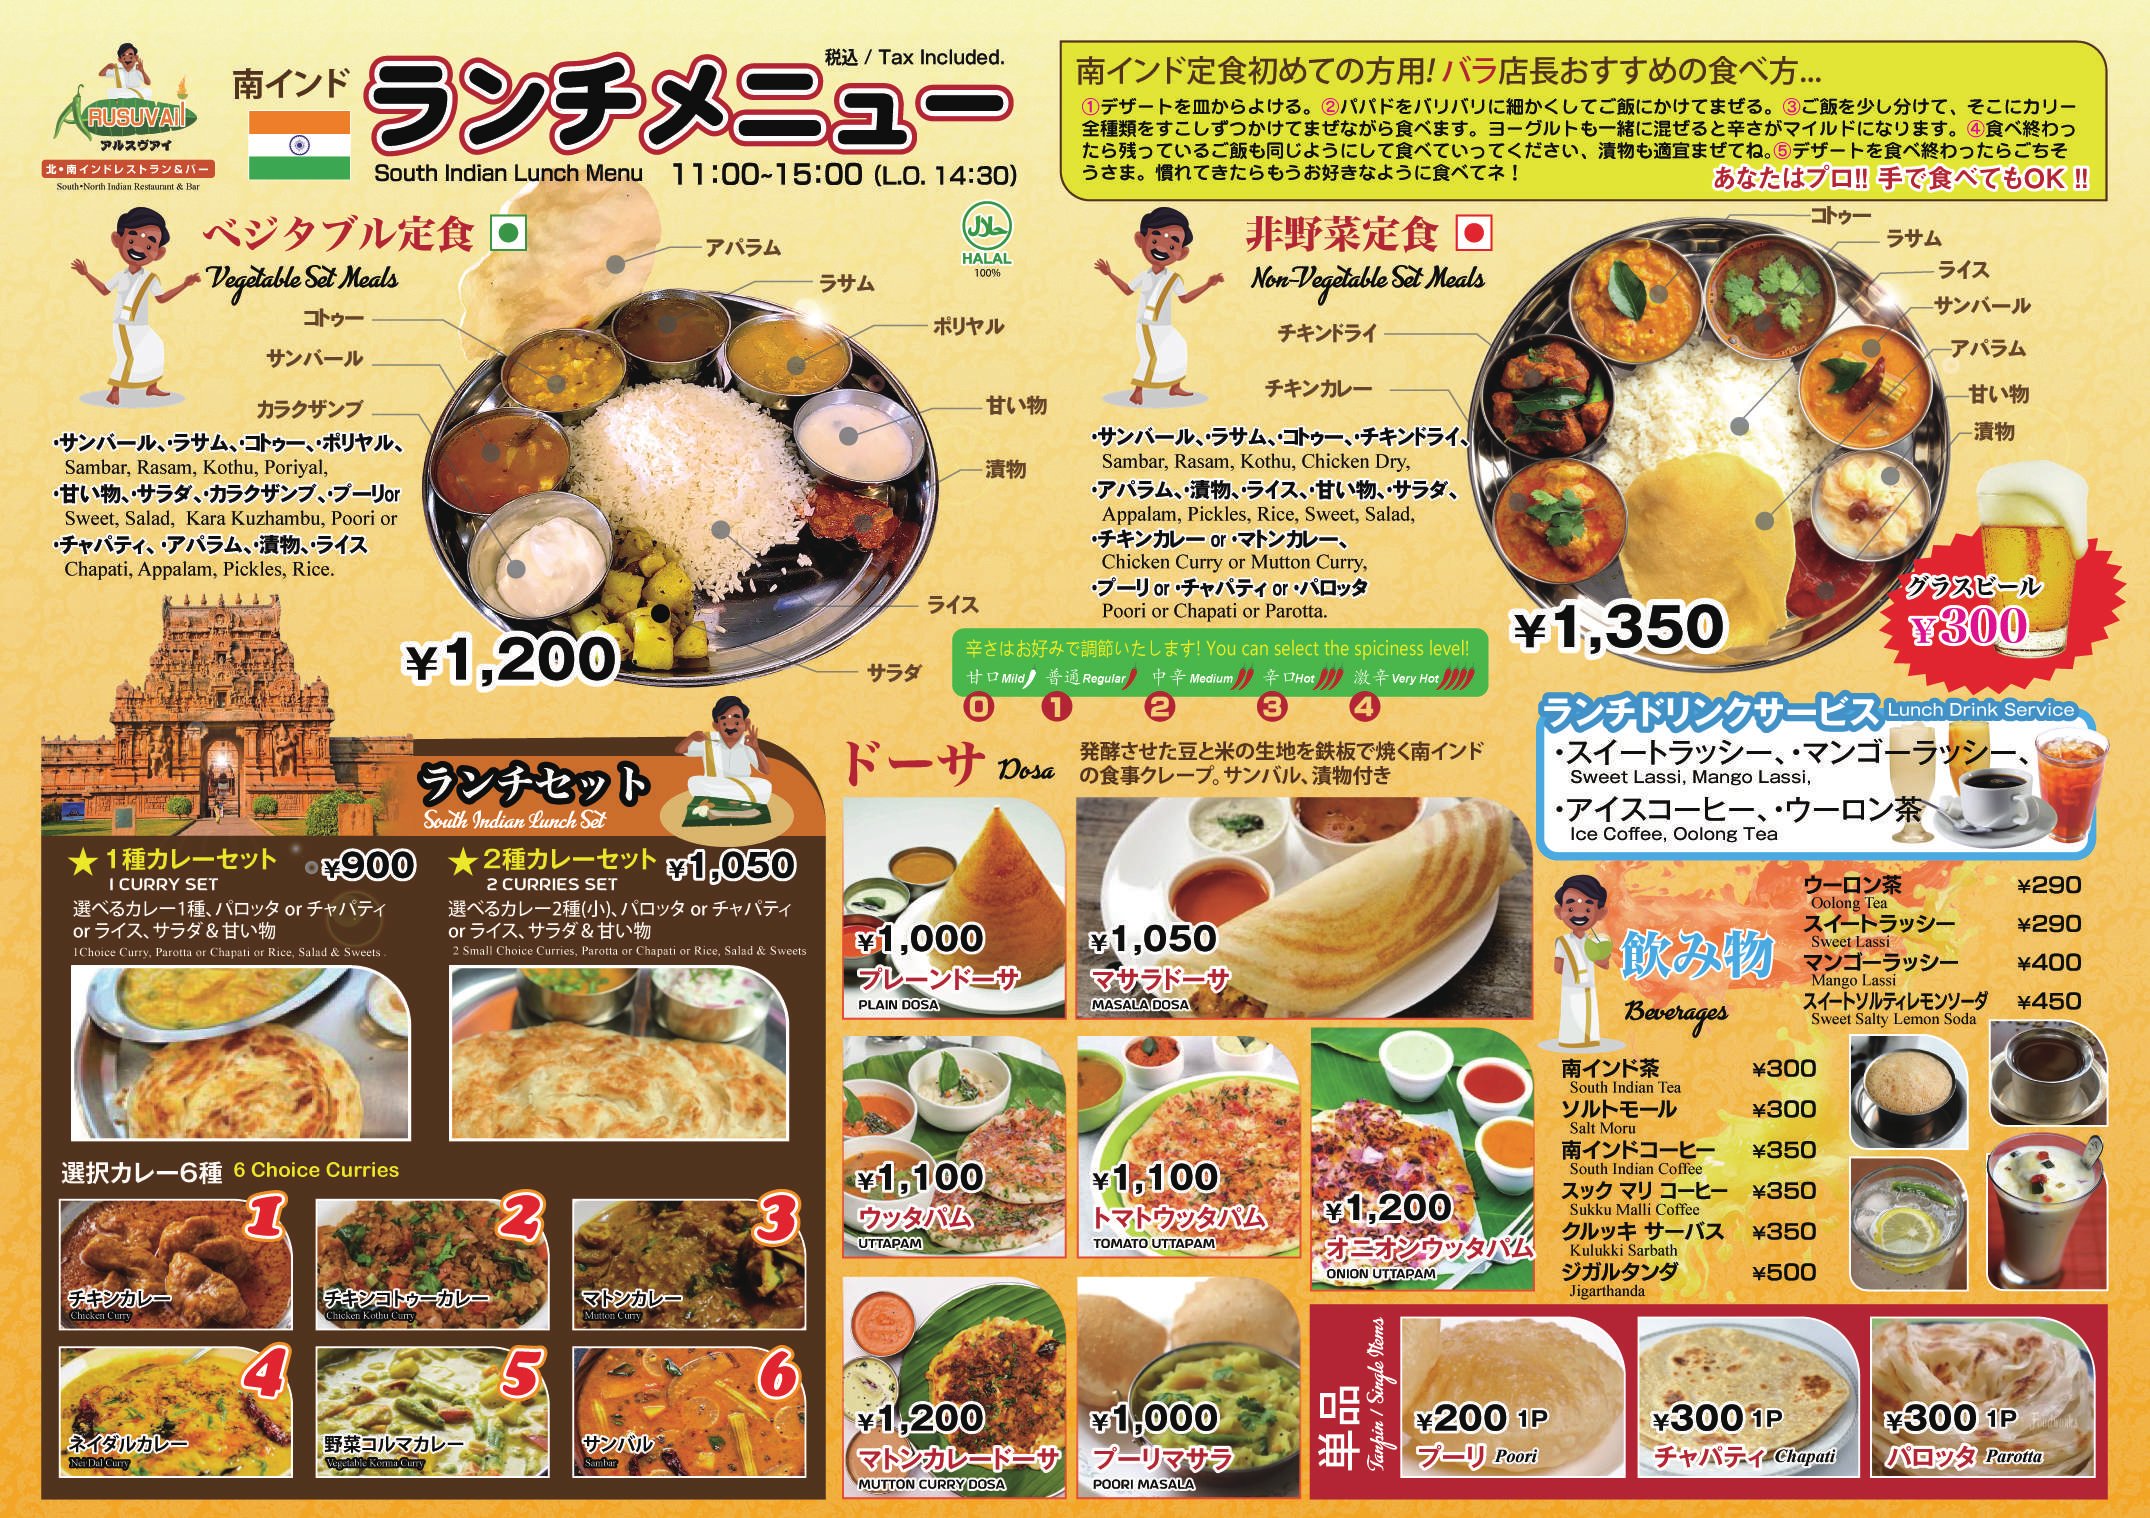 ARUSUVAil
アルスヴァイ
北・南インドレストラン＆バー
South•North Indian Restaurant & Bar
南インド
ランチメニュー
税込 / Tax Included.
South Indian Lunch Menu 11:00~15:00 (L.O. 14:30)
南インド定食初めての方用! バラ店長おすすめの食べ方...
①デザートを皿からよける。②パパドをバリバリに細かくしてご飯にかけてまぜる。③ご飯を少し分けて、そこにカリー
全種類をすこしずつかけてまぜながら食べます。ヨーグルトも一緒に混ぜると辛さがマイルドになります。④食べ終わっ
たら残っているご飯も同じようにして食べていってください、漬物も適宜まぜてね。⑤デザートを食べ終わったらごちそ
うさま。慣れてきたらもうお好きなように食べてネ！
あなたはプロ!! 手で食べてもOK !!
ベジタブル定食
Vegetable Set Meals
HALAL
100%
アパラム
ラサム
ポリヤル
甘い物
漬物
ライス
サラダ
コトゥー
サンバール
カラクザンブ
・サンバール、・ラサム、・コトゥー、・ポリヤル、
Sambar, Rasam, Kothu, Poriyal,
・甘い物、・サラダ、・カラクザンブ、・プーリor
Sweet, Salad, Kara Kuzhambu, Poori or
・チャパティ、・アパラム、・漬物、・ライス
Chapati, Appalam, Pickles, Rice.
¥1,200
非野菜定食
Non-Vegetable Set Meals
コトゥー
ラサム
ライス
サンバール
アパラム
甘い物
漬物
チキンドライ
チキンカレー
・サンバール、・ラサム、・コトゥー、・チキンドライ、
Sambar, Rasam, Kothu, Chicken Dry,
・アパラム、・漬物、・ライス、・甘い物、・サラダ、
Appalam, Pickles, Rice, Sweet, Salad,
・チキンカレー or ・マトンカレー、
Chicken Curry or Mutton Curry,
・プーリ or ・チャパティ or ・パロッタ
Poori or Chapati or Parotta.
¥1,350
グラスビール
¥300
辛さはお好みで調節いたします! You can select the spiciness level!
甘口 Mild 普通 Regular 中辛 Medium 辛口 Hot 激辛 Very Hot
0 1 2 3 4
ランチドリンクサービス Lunch Drink Service
・スイートラッシー、・マンゴーラッシー、
Sweet Lassi, Mango Lassi,
・アイスコーヒー、・ウーロン茶
Ice Coffee, Oolong Tea
ランチセット
South Indian Lunch Set
★ 1種カレーセット ¥900
1 CURRY SET
選べるカレー1種、パロッタ or チャパティ
or ライス、サラダ＆甘い物
1Choice Curry, Parotta or Chapati or Rice, Salad & Sweets .
★ 2種カレーセット ¥1,050
2 CURRIES SET
選べるカレー2種(小)、パロッタ or チャパティ
or ライス、サラダ＆甘い物
2 Small Choice Curries, Parotta or Chapati or Rice, Salad & Sweets
選択カレー6種 6 Choice Curries
1
チキンカレー
Chicken Curry
2
チキンコトゥーカレー
Chicken Kothu Curry
3
マトンカレー
Mutton Curry
4
ネイダルカレー
Nei Dal Curry
5
野菜コルマカレー
Vegetable Korma Curry
6
サンバル
Sambar
ドーサ Dosa
発酵させた豆と米の生地を鉄板で焼く南インド
の食事クレープ。サンバル、漬物付き
¥1,000
プレーンドーサ
PLAIN DOSA
¥1,050
マサラドーサ
MASALA DOSA
¥1,100
ウッタパム
UTTAPAM
¥1,100
トマトウッタパム
TOMATO UTTAPAM
¥1,200
オニオンウッタパム
ONION UTTAPAM
¥1,200
マトンカレードーサ
MUTTON CURRY DOSA
¥1,000
プーリマサラ
POORI MASALA
飲み物
Beverages
ウーロン茶 ¥290
Oolong Tea
スイートラッシー ¥290
Sweet Lassi
マンゴーラッシー ¥400
Mango Lassi
スイートソルティレモンソーダ ¥450
Sweet Salty Lemon Soda
南インド茶 ¥300
South Indian Tea
ソルトモール ¥300
Salt Moru
南インドコーヒー ¥350
South Indian Coffee
スック マリ コーヒー ¥350
Sukku Malli Coffee
クルッキ サーバス ¥350
Kulukki Sarbath
ジガルタンダ ¥500
Jigarthanda
単品
Tanpin / Single Items
¥200 1P
プーリ Poori
¥300 1P
チャパティ Chapati
¥300 1P
パロッタ Parotta